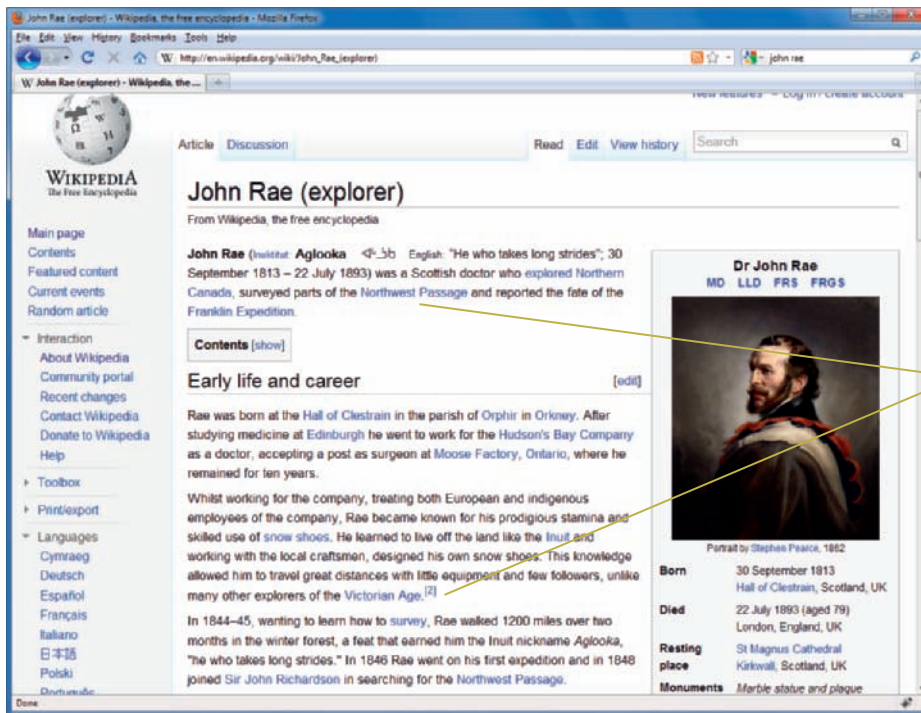 John Rae (explorer) - Wikipedia, the free encyclopedia - Mozilla Firefox
File Edit View History Bookmarks Tools Help
W http://en.wikipedia.org/wiki/John_Rae_(explorer)
john rae
W John Rae (explorer) - Wikipedia, the ...
New features Log in / create account
WIKIPEDIA
The Free Encyclopedia
Article Discussion
Read Edit View history
Search
Main page
Contents
Featured content
Current events
Random article
Interaction
About Wikipedia
Community portal
Recent changes
Contact Wikipedia
Donate to Wikipedia
Help
Toolbox
Print/export
Languages
Cymraeg
Deutsch
Español
Français
Italiano
日本語
Polski
Português
John Rae (explorer)
From Wikipedia, the free encyclopedia
John Rae (Inuktitut: Aglooka English: "He who takes long strides"; 30
September 1813 – 22 July 1893) was a Scottish doctor who explored Northern
Canada, surveyed parts of the Northwest Passage and reported the fate of the
Franklin Expedition.
Contents [show]
Early life and career [edit]
Rae was born at the Hall of Clestrain in the parish of Orphir in Orkney. After
studying medicine at Edinburgh he went to work for the Hudson's Bay Company
as a doctor, accepting a post as surgeon at Moose Factory, Ontario, where he
remained for ten years.
Whilst working for the company, treating both European and indigenous
employees of the company, Rae became known for his prodigious stamina and
skilled use of snow shoes. He learned to live off the land like the Inuit and
working with the local craftsmen, designed his own snow shoes. This knowledge
allowed him to travel great distances with little equipment and few followers, unlike
many other explorers of the Victorian Age.[2]
In 1844–45, wanting to learn how to survey, Rae walked 1200 miles over two
months in the winter forest, a feat that earned him the Inuit nickname Aglooka,
"he who takes long strides." In 1846 Rae went on his first expedition and in 1848
joined Sir John Richardson in searching for the Northwest Passage.
Dr John Rae
MD LLD FRS FRGS
Portrait by Stephen Pearce, 1862
Born 30 September 1813
Hall of Clestrain, Scotland, UK
Died 22 July 1893 (aged 79)
London, England, UK
Resting St Magnus Cathedral
place Kirkwall, Scotland, UK
Monuments Marble statue and plaque
Done